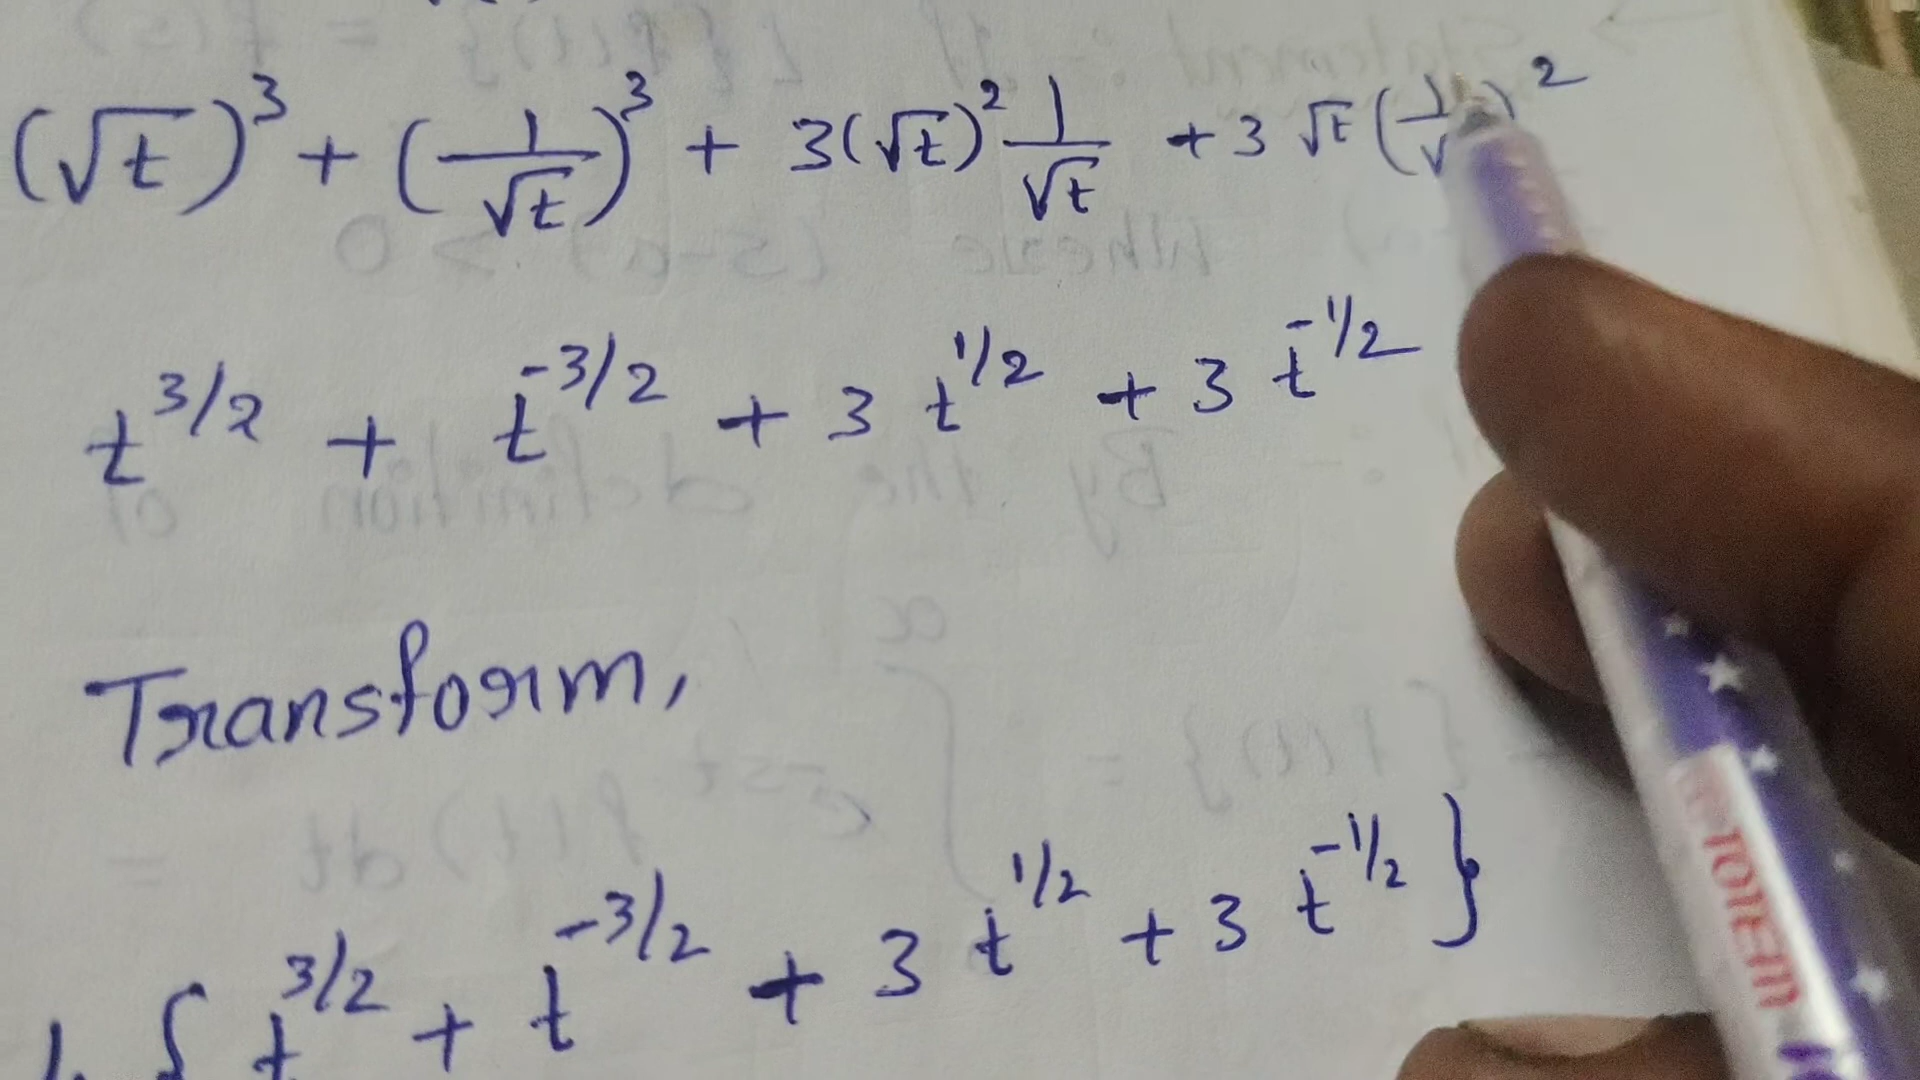 (√t)³ + (1/√t)³ + 3(√t)² 1/√t + 3 √t (1/√)²
t^3/2 + t^-3/2 + 3 t^1/2 + 3 t^-1/2
Transform,
L { t^3/2 + t^-3/2 + 3 t^1/2 + 3 t^-1/2 }